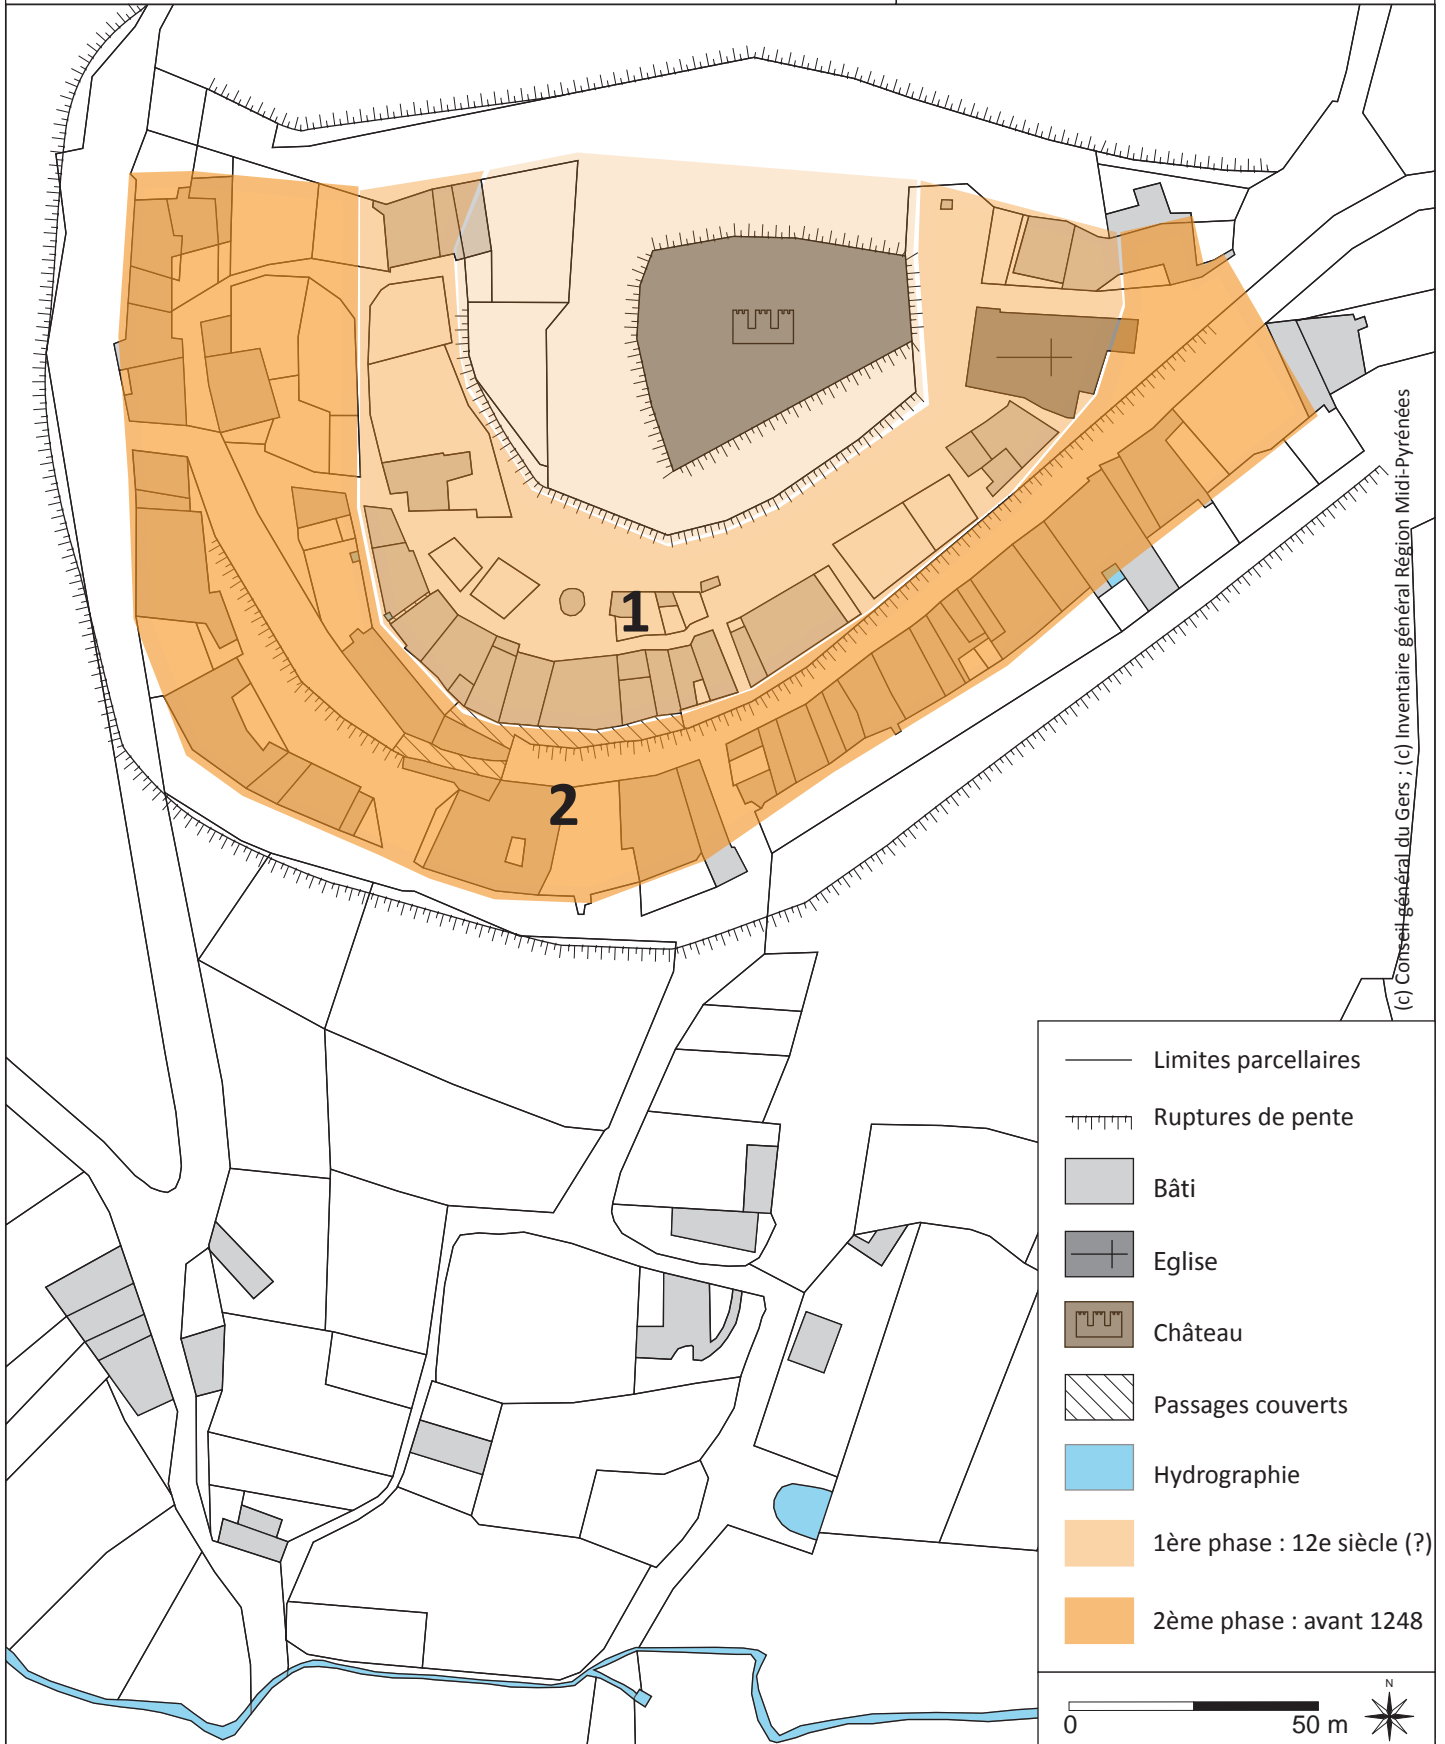 1
2
(c) Conseil général du Gers ; (c) Inventaire général Région Midi-Pyrénées
Limites parcellaires
Ruptures de pente
Bâti
Eglise
Château
Passages couverts
Hydrographie
1ère phase : 12e siècle (?)
2ème phase : avant 1248
N
0 50 m